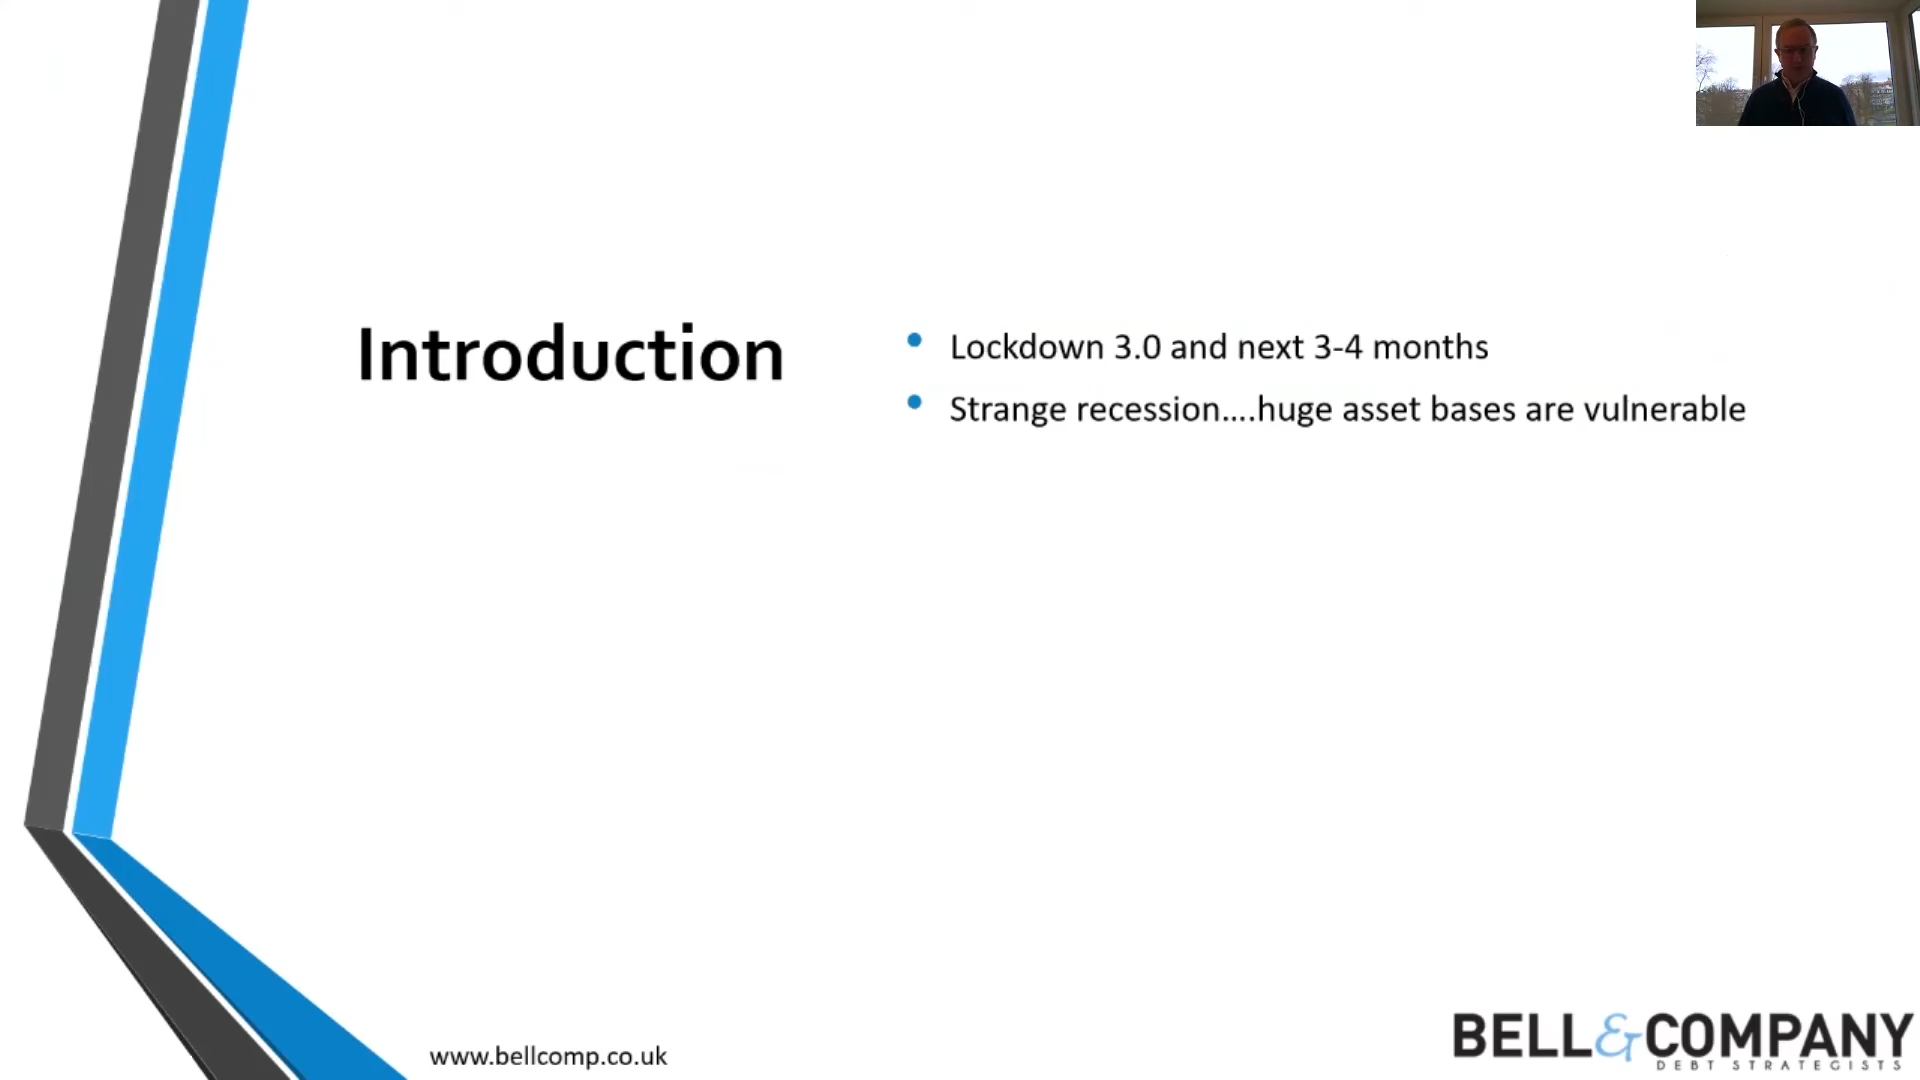 Introduction
Lockdown 3.0 and next 3-4 months
Strange recession....huge asset bases are vulnerable
www.bellcomp.co.uk
BELL&COMPANY
DEBT STRATEGISTS